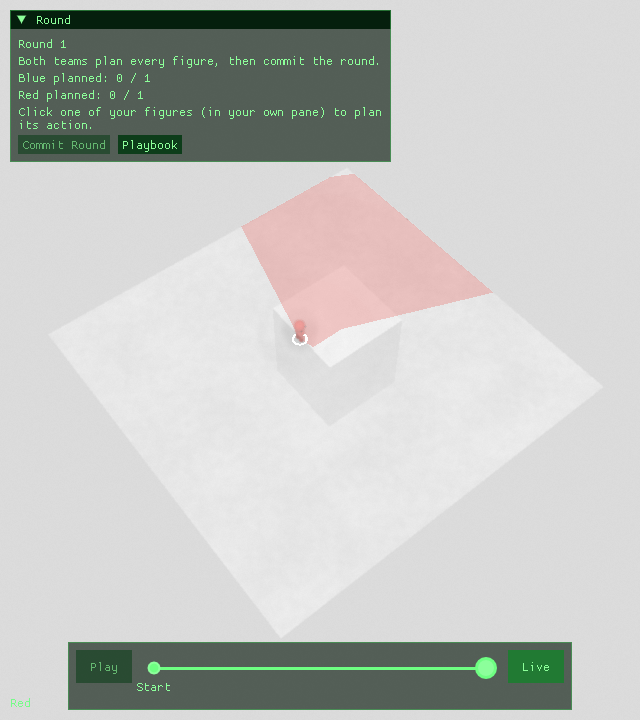 Round
Round 1
Both teams plan every figure, then commit the round.
Blue planned: 0 / 1
Red planned: 0 / 1
Click one of your figures (in your own pane) to plan
its action.
Commit Round Playbook
Play Live
Start
Red